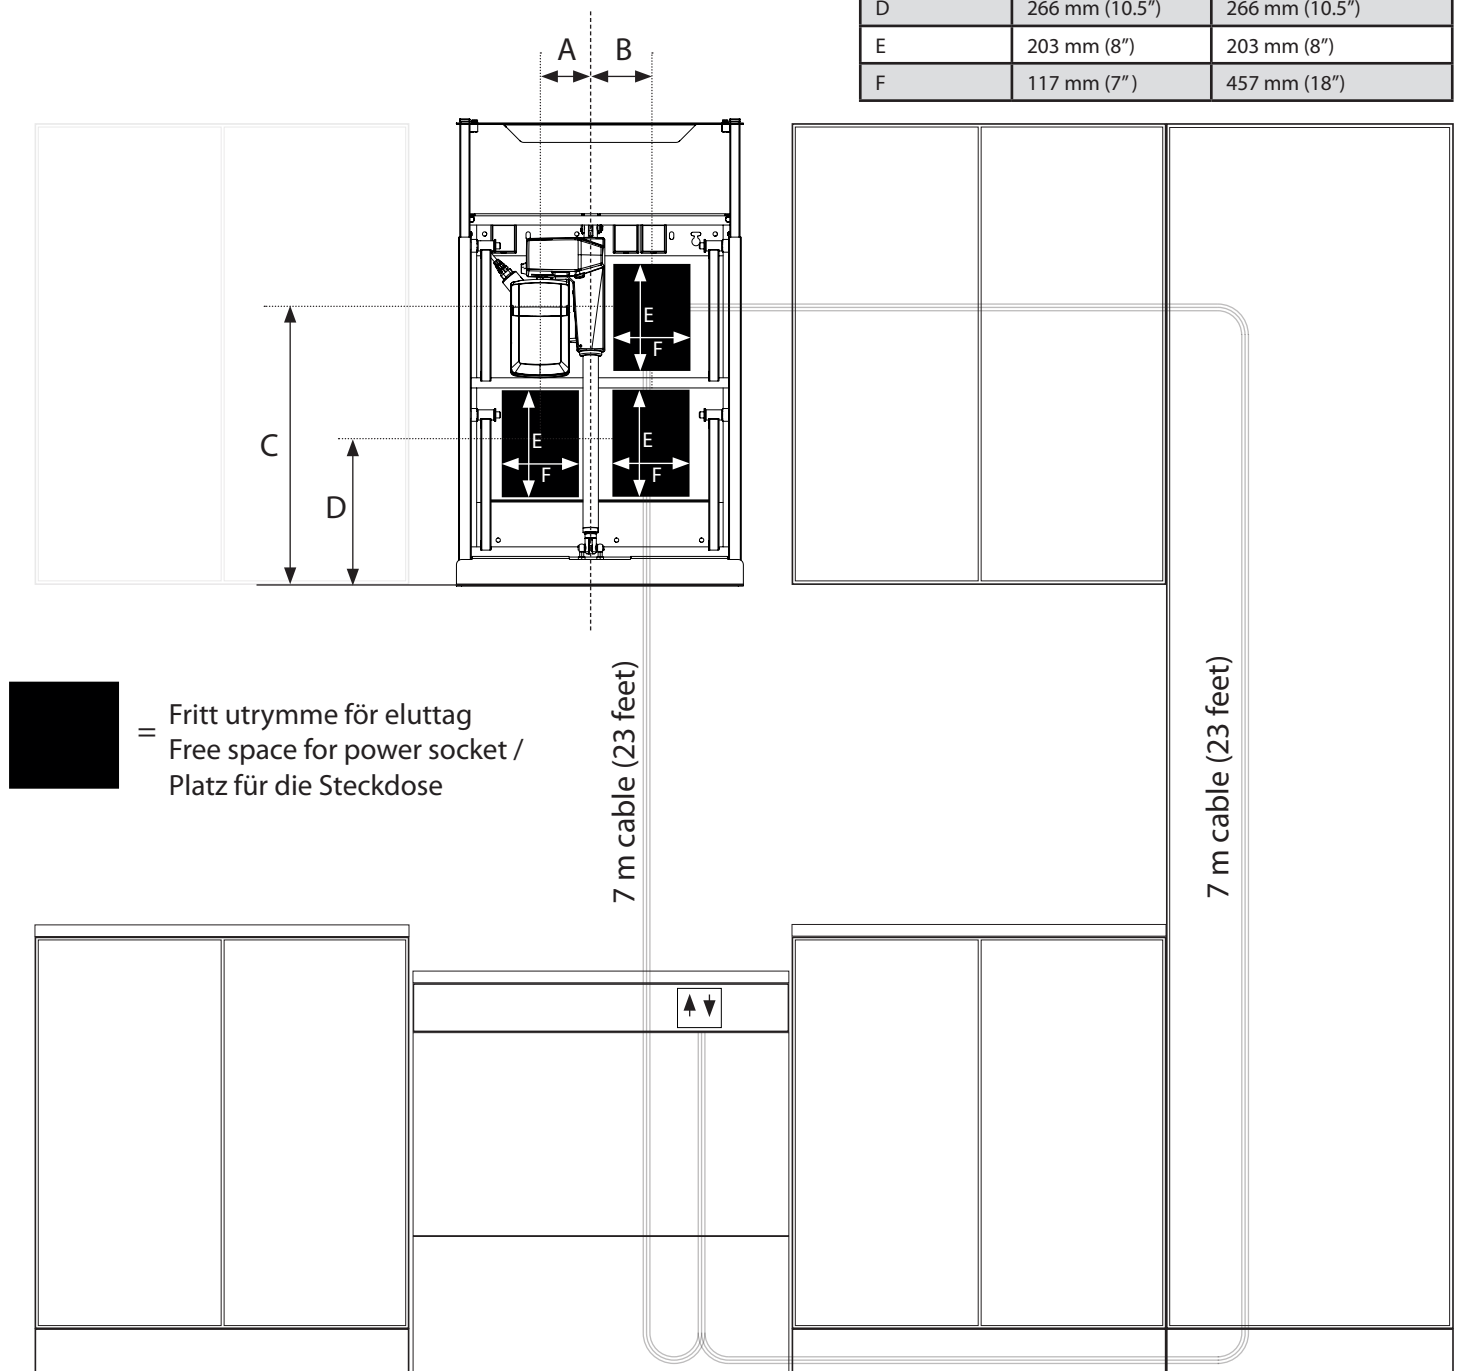 D 266 mm (10.5″) 266 mm (10.5″)
E 203 mm (8″) 203 mm (8″)
F 117 mm (7″ ) 457 mm (18″)
A B
E
F
E F
E F
C
D
= Fritt utrymme för eluttag
Free space for power socket /
Platz für die Steckdose
7 m cable (23 feet)
7 m cable (23 feet)